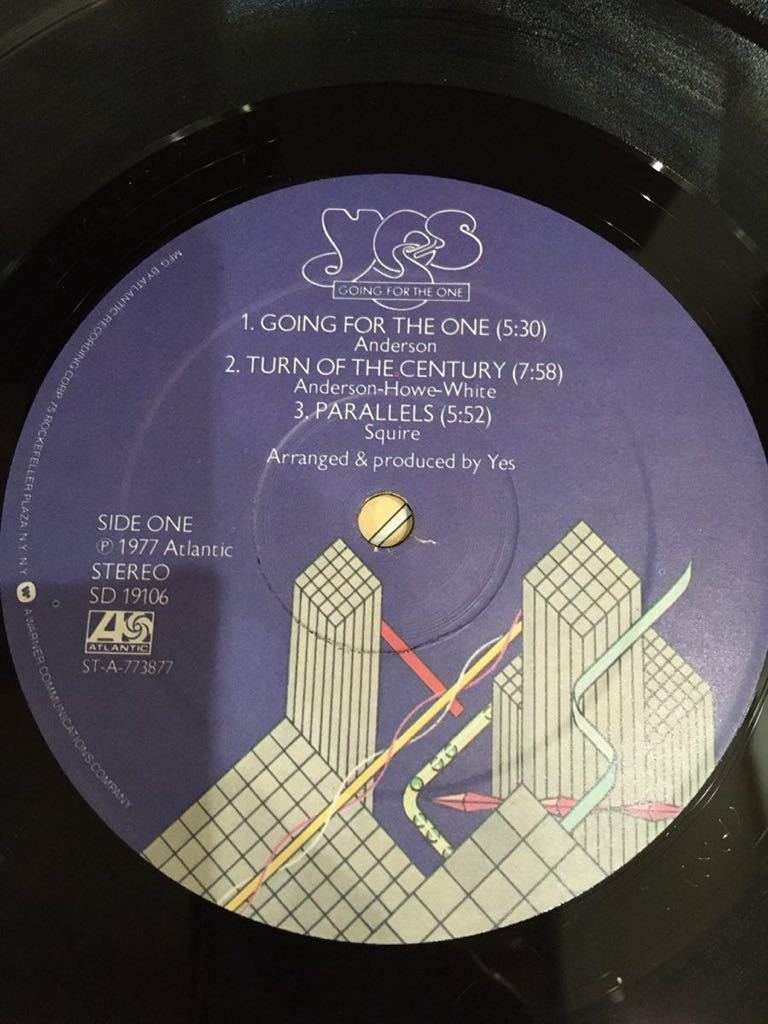 YES
GOING FOR THE ONE
1. GOING FOR THE ONE (5:30)
Anderson
2. TURN OF THE CENTURY (7:58)
Anderson-Howe-White
3. PARALLELS (5:52)
Squire
Arranged & produced by Yes
SIDE ONE
℗ 1977 Atlantic
STEREO
SD 19106
ATLANTIC
ST-A-773877
MFG. BY ATLANTIC RECORDING CORP. 75 ROCKEFELLER PLAZA, N.Y. N.Y. W A WARNER COMMUNICATIONS COMPANY